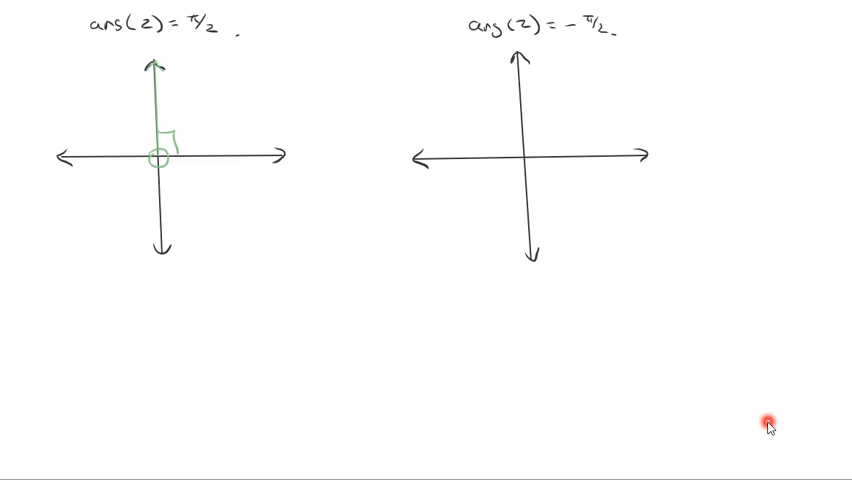 arg(z) = π/2 .
arg(z) = - π/2 .